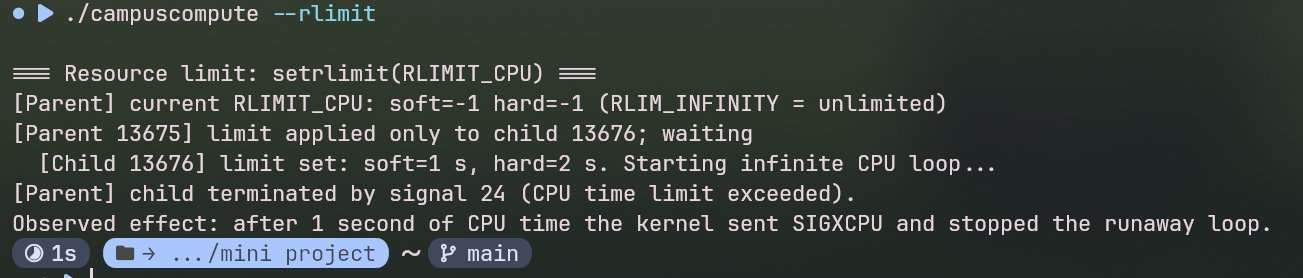 ./campuscompute --rlimit
=== Resource limit: setrlimit(RLIMIT_CPU) ===
[Parent] current RLIMIT_CPU: soft=-1 hard=-1 (RLIM_INFINITY = unlimited)
[Parent 13675] limit applied only to child 13676; waiting
[Child 13676] limit set: soft=1 s, hard=2 s. Starting infinite CPU loop...
[Parent] child terminated by signal 24 (CPU time limit exceeded).
Observed effect: after 1 second of CPU time the kernel sent SIGXCPU and stopped the runaway loop.
1s → .../mini project ~ main